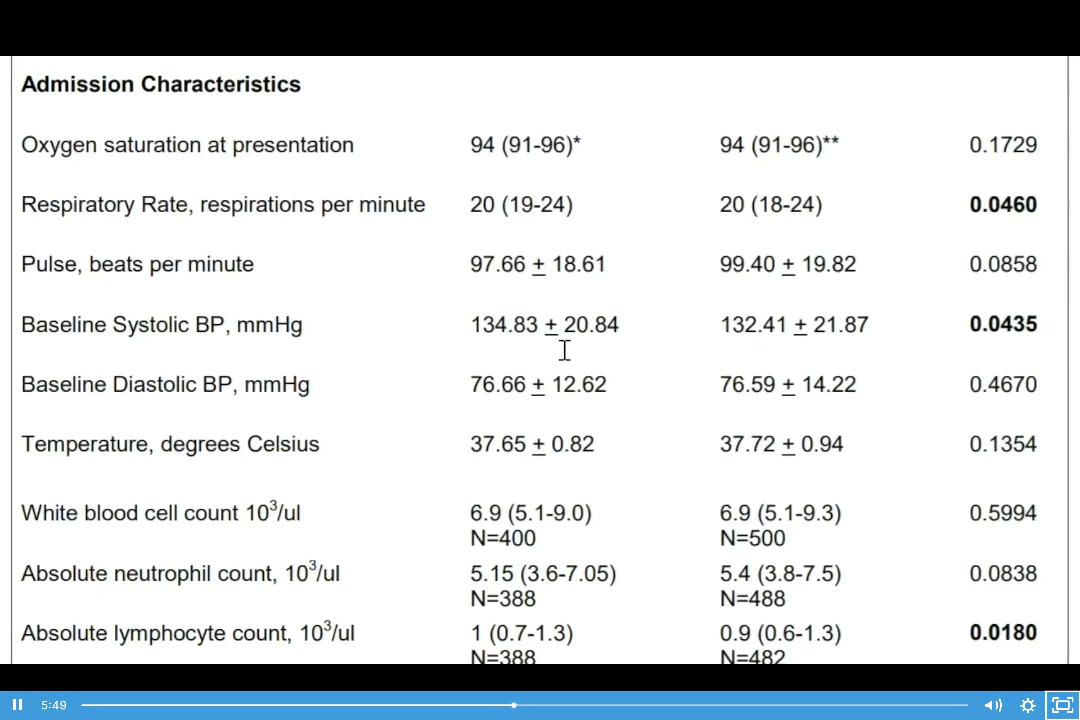 Admission Characteristics
Oxygen saturation at presentation 94 (91-96)* 94 (91-96)** 0.1729
Respiratory Rate, respirations per minute 20 (19-24) 20 (18-24) 0.0460
Pulse, beats per minute 97.66 ± 18.61 99.40 ± 19.82 0.0858
Baseline Systolic BP, mmHg 134.83 ± 20.84 132.41 ± 21.87 0.0435
Baseline Diastolic BP, mmHg 76.66 ± 12.62 76.59 ± 14.22 0.4670
Temperature, degrees Celsius 37.65 ± 0.82 37.72 ± 0.94 0.1354
White blood cell count 10³/ul 6.9 (5.1-9.0) 6.9 (5.1-9.3) 0.5994
N=400 N=500
Absolute neutrophil count, 10³/ul 5.15 (3.6-7.05) 5.4 (3.8-7.5) 0.0838
N=388 N=488
Absolute lymphocyte count, 10³/ul 1 (0.7-1.3) 0.9 (0.6-1.3) 0.0180
N=388 N=482
5:49